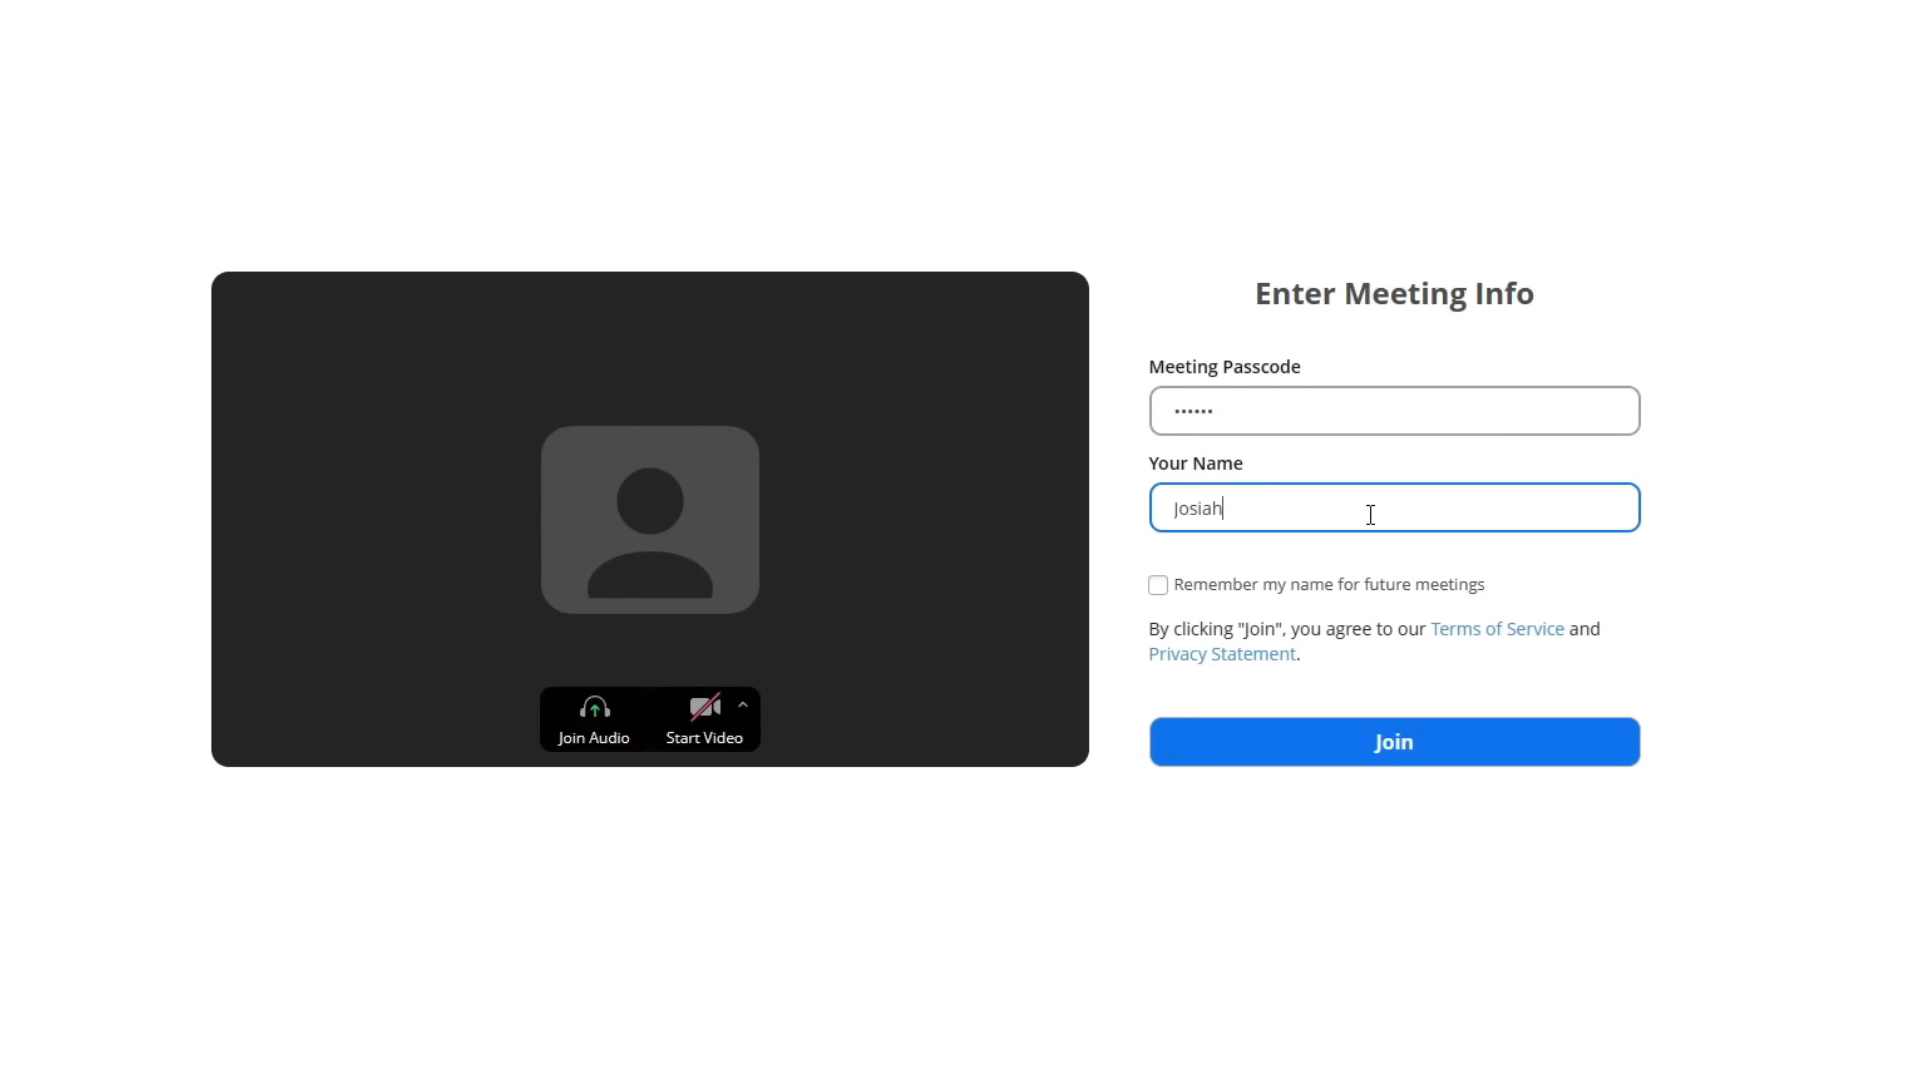 Enter Meeting Info
Meeting Passcode
••••••
Your Name
Josiah
Remember my name for future meetings
By clicking "Join", you agree to our Terms of Service and
Privacy Statement.
Join Audio
Start Video
Join